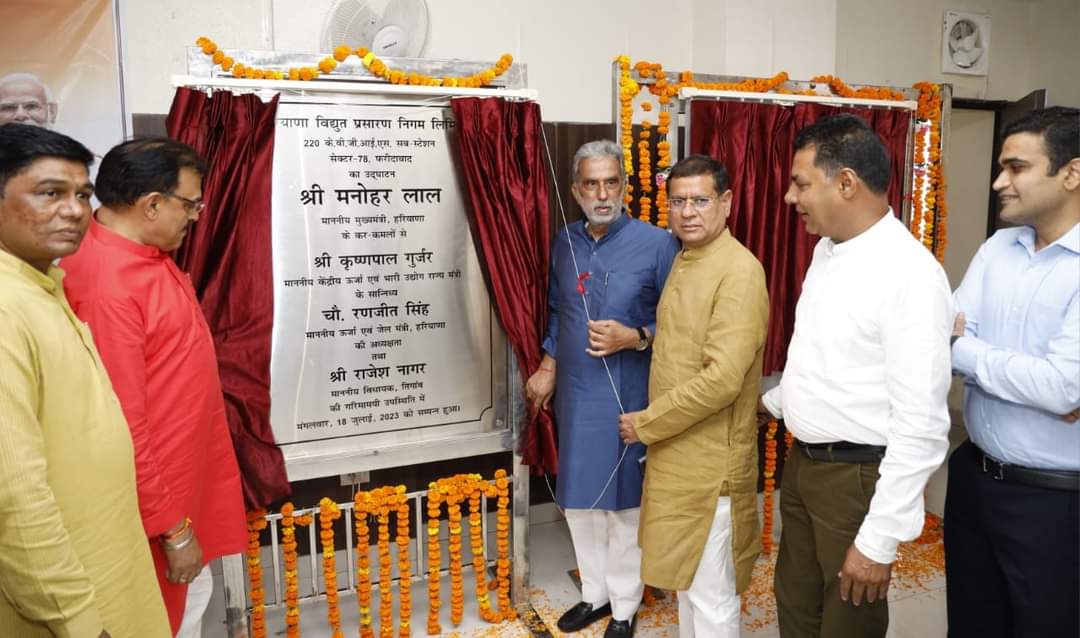 विद्युत प्रसारण निगम
220 के.वी.जी.आई.एस. सब-स्टेशन
सेक्टर-78, फरीदाबाद
का उद्घाटन
श्री मनोहर लाल
माननीय मुख्यमंत्री, हरियाणा
के कर-कमलों से
श्री कृष्णपाल गुर्जर
माननीय केंद्रीय ऊर्जा एवं भारी उद्योग राज्य मंत्री
के सान्निध्य
चौ. रणजीत सिंह
माननीय ऊर्जा एवं जेल मंत्री, हरियाणा
की अध्यक्षता
तथा
श्री राजेश नागर
माननीय विधायक, तिगांव
की गरिमामयी उपस्थिति में
मंगलवार, 18 जुलाई, 2023 को सम्पन्न हुआ।